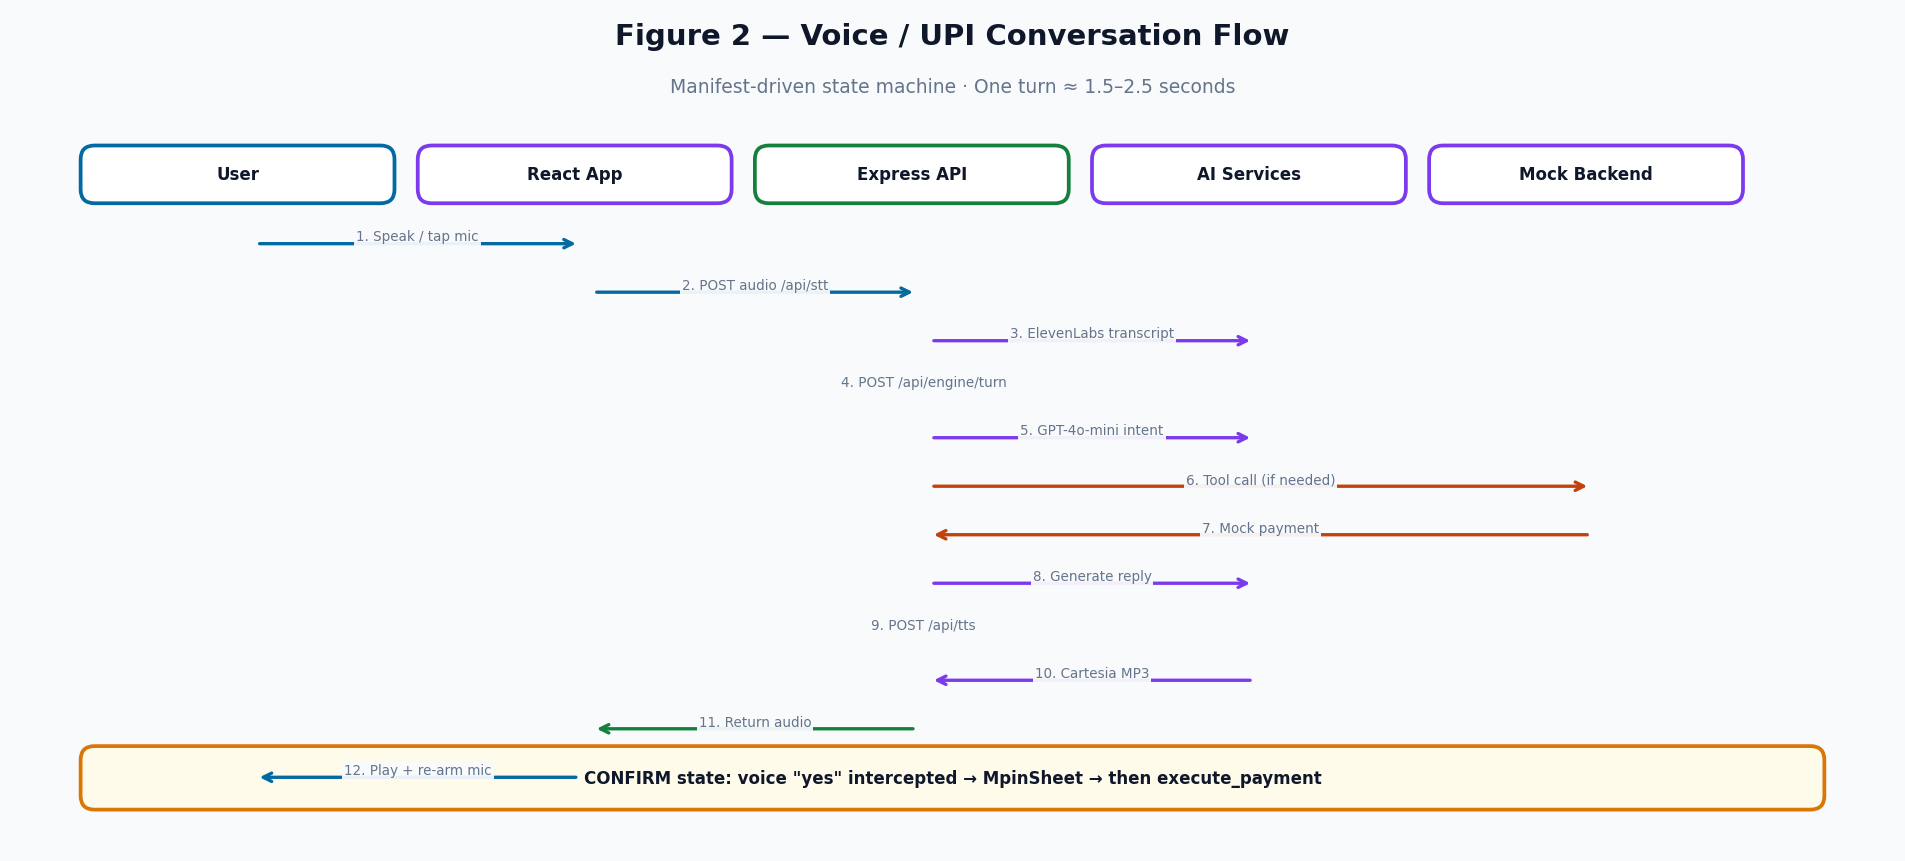 Figure 2 — Voice / UPI Conversation Flow
Manifest-driven state machine · One turn ≈ 1.5–2.5 seconds
User
React App
Express API
AI Services
Mock Backend
1. Speak / tap mic
2. POST audio /api/stt
3. ElevenLabs transcript
4. POST /api/engine/turn
5. GPT-4o-mini intent
6. Tool call (if needed)
7. Mock payment
8. Generate reply
9. POST /api/tts
10. Cartesia MP3
11. Return audio
12. Play + re-arm mic
CONFIRM state: voice "yes" intercepted → MpinSheet → then execute_payment